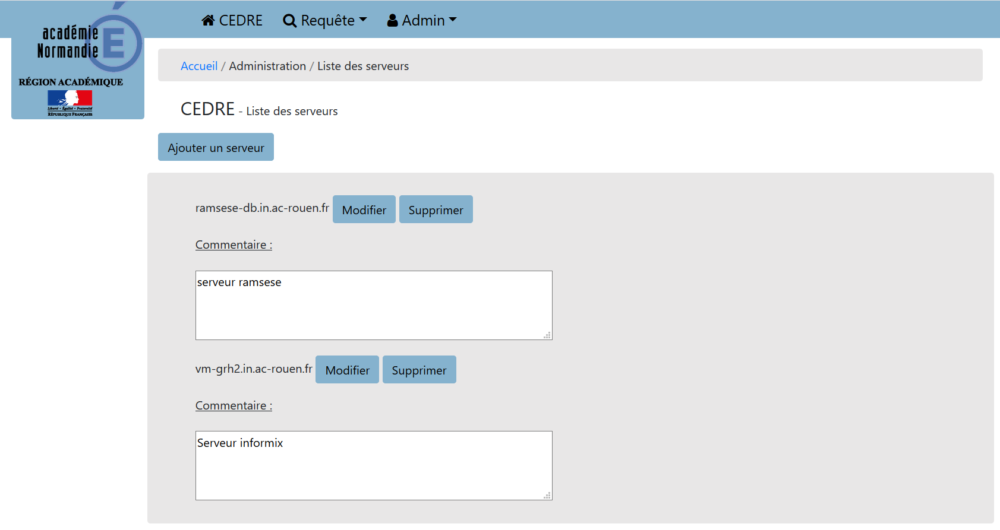 académie
Normandie
É
RÉGION ACADÉMIQUE
Liberté • Égalité • Fraternité
RÉPUBLIQUE FRANÇAISE
CEDRE Requête Admin
Accueil / Administration / Liste des serveurs
CEDRE - Liste des serveurs
Ajouter un serveur
ramsese-db.in.ac-rouen.fr Modifier Supprimer
Commentaire :
serveur ramsese
vm-grh2.in.ac-rouen.fr Modifier Supprimer
Commentaire :
Serveur informix